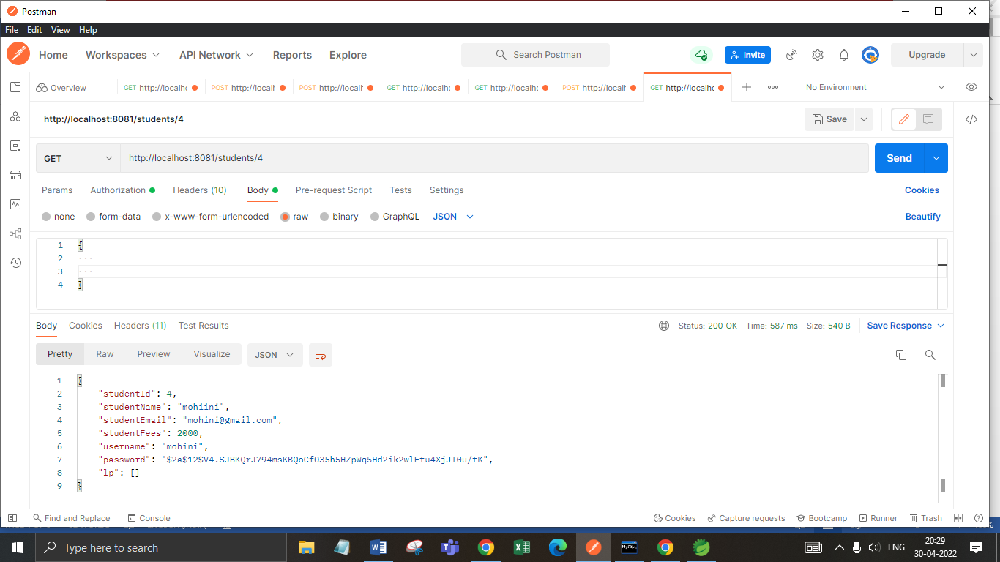 Postman
File Edit View Help
Home Workspaces API Network Reports Explore Search Postman Invite Upgrade
Overview GET http://localhc POST http://localh POST http://localh GET http://localhc GET http://localhc POST http://localh GET http://localhc No Environment
http://localhost:8081/students/4 Save
GET http://localhost:8081/students/4 Send
Params Authorization Headers (10) Body Pre-request Script Tests Settings Cookies
none form-data x-www-form-urlencoded raw binary GraphQL JSON Beautify
1 {
2
3
4 }
Body Cookies Headers (11) Test Results Status: 200 OK Time: 587 ms Size: 540 B Save Response
Pretty Raw Preview Visualize JSON
1 {
2 "studentId": 4,
3 "studentName": "mohiini",
4 "studentEmail": "mohini@gmail.com",
5 "studentFees": 2000,
6 "username": "mohini",
7 "password": "$2a$12$V4.SJBKQrJ794msKBQoCfO35h5HZpWq5Hd2ik2wlFtu4XjJI0u/tK",
8 "lp": []
9 }
Find and Replace Console Cookies Capture requests Bootcamp Runner Trash
Type here to search ENG 20:29
30-04-2022